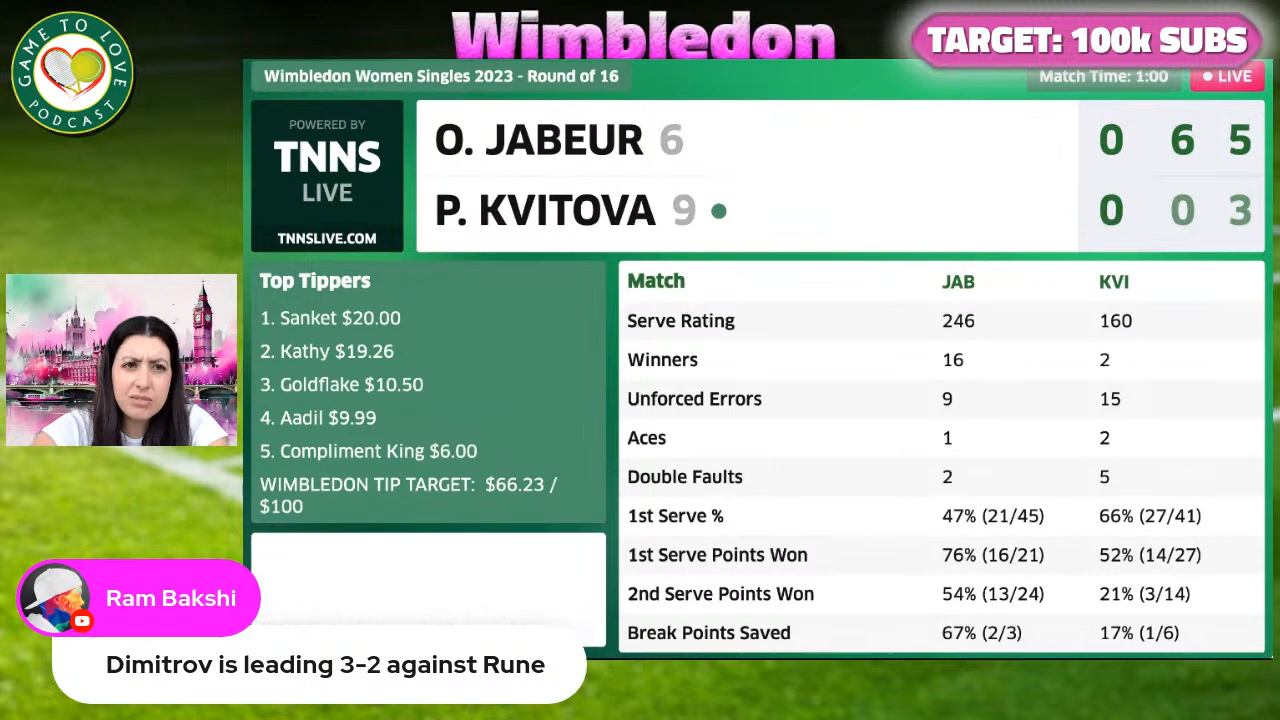 GAME TO LOVE
PODCAST
Wimbledon
TARGET: 100k SUBS
Wimbledon Women Singles 2023 - Round of 16
Match Time: 1:00
LIVE
POWERED BY
TNNS
LIVE
TNNSLIVE.COM
O. JABEUR 6 0 6 5
P. KVITOVA 9 0 0 3
Top Tippers
1. Sanket $20.00
2. Kathy $19.26
3. Goldflake $10.50
4. Aadil $9.99
5. Compliment King $6.00
WIMBLEDON TIP TARGET: $66.23 /
$100
Match JAB KVI
Serve Rating 246 160
Winners 16 2
Unforced Errors 9 15
Aces 1 2
Double Faults 2 5
1st Serve % 47% (21/45) 66% (27/41)
1st Serve Points Won 76% (16/21) 52% (14/27)
2nd Serve Points Won 54% (13/24) 21% (3/14)
Break Points Saved 67% (2/3) 17% (1/6)
Ram Bakshi
Dimitrov is leading 3-2 against Rune